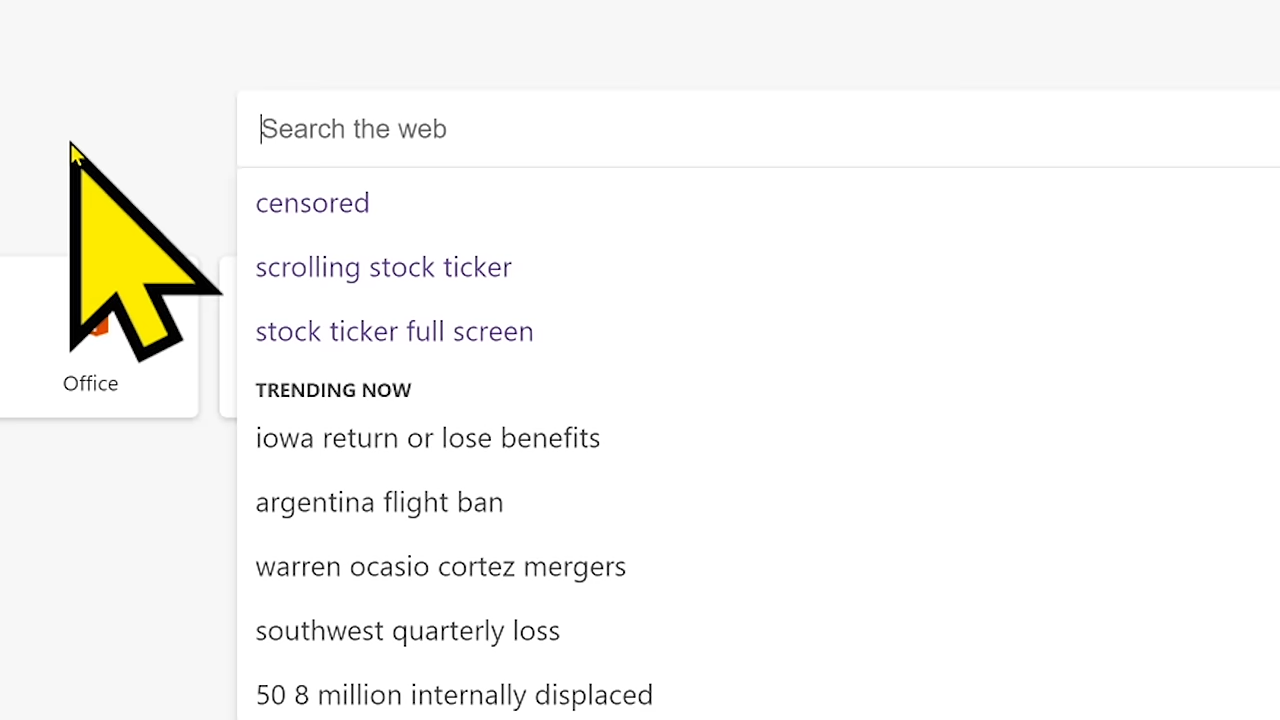 Search the web
censored
scrolling stock ticker
stock ticker full screen
Office
TRENDING NOW
iowa return or lose benefits
argentina flight ban
warren ocasio cortez mergers
southwest quarterly loss
50 8 million internally displaced